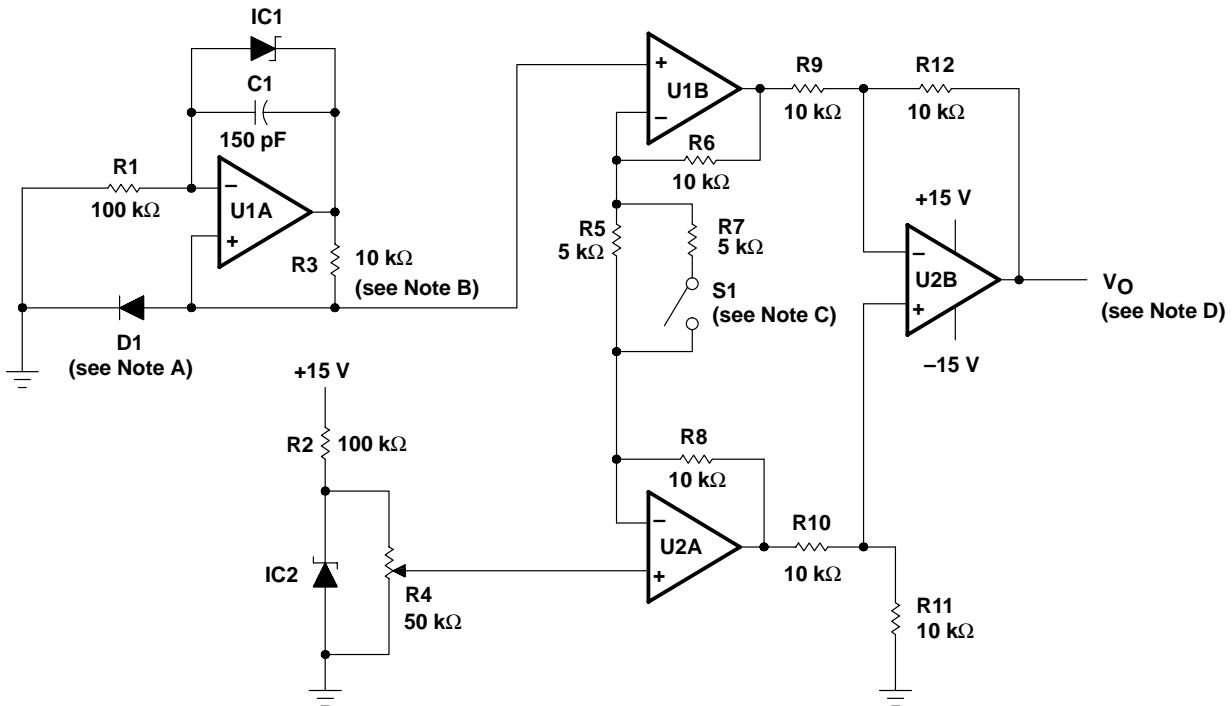 IC1
C1
150 pF
R1
100 kΩ
−
U1A
+
R3
10 kΩ
(see Note B)
D1
(see Note A)
+15 V
R2
100 kΩ
IC2
R4
50 kΩ
+
U1B
−
R6
10 kΩ
R5
5 kΩ
R7
5 kΩ
S1
(see Note C)
R8
10 kΩ
−
U2A
+
R9
10 kΩ
R12
10 kΩ
+15 V
−
U2B
+
–15 V
VO
(see Note D)
R10
10 kΩ
R11
10 kΩ